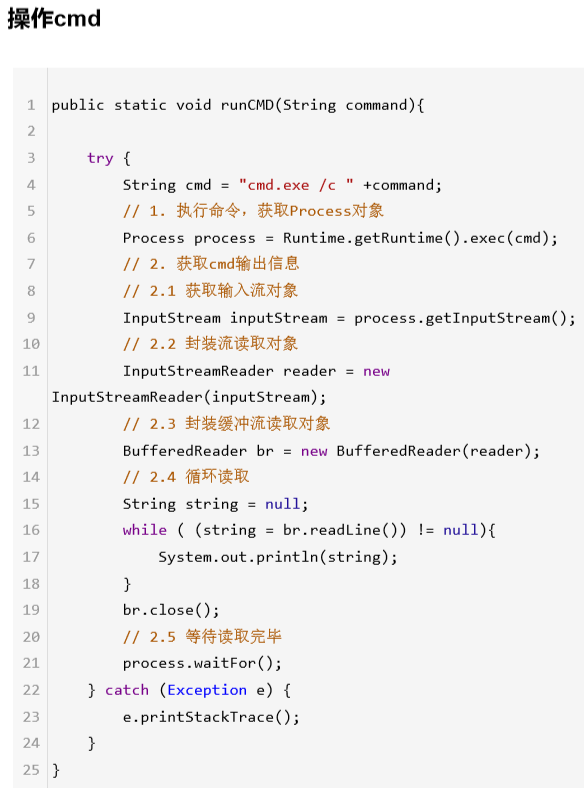 操作cmd
1 public static void runCMD(String command){
2
3     try {
4         String cmd = "cmd.exe /c " +command;
5         // 1. 执行命令，获取Process对象
6         Process process = Runtime.getRuntime().exec(cmd);
7         // 2. 获取cmd输出信息
8         // 2.1 获取输入流对象
9         InputStream inputStream = process.getInputStream();
10         // 2.2 封装流读取对象
11         InputStreamReader reader = new
InputStreamReader(inputStream);
12         // 2.3 封装缓冲流读取对象
13         BufferedReader br = new BufferedReader(reader);
14         // 2.4 循环读取
15         String string = null;
16         while ( (string = br.readLine()) != null){
17             System.out.println(string);
18         }
19         br.close();
20         // 2.5 等待读取完毕
21         process.waitFor();
22     } catch (Exception e) {
23         e.printStackTrace();
24     }
25 }